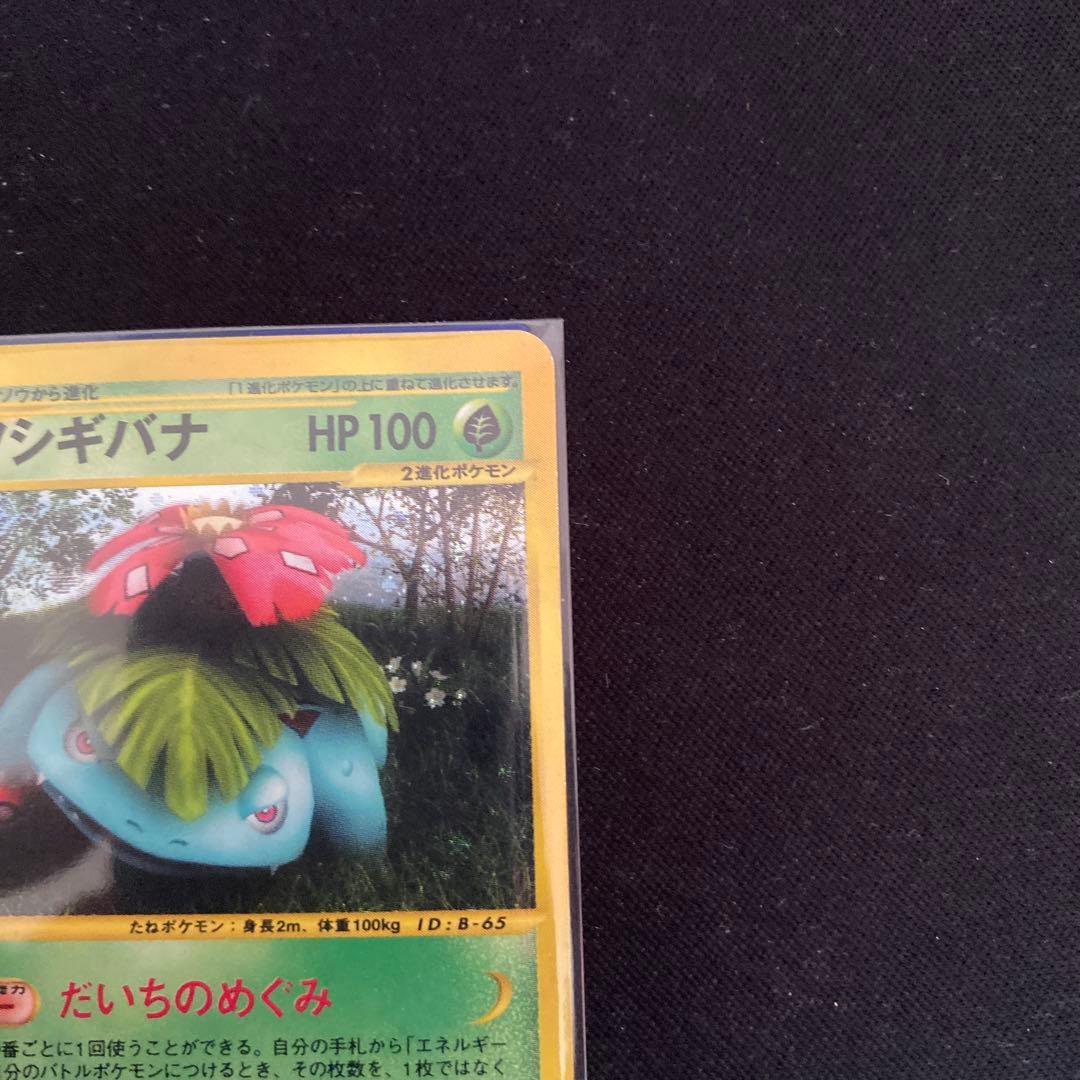 ソウから進化 「1進化ポケモン」の上に重ねて進化させます。
シギバナ HP 100
2進化ポケモン
たねポケモン：身長2m、体重100kg ID：B-65
だいちのめぐみ
番ごとに1回使うことができる。自分の手札から「エネルギー
分のバトルポケモンにつけるとき、その枚数を、1枚ではなく